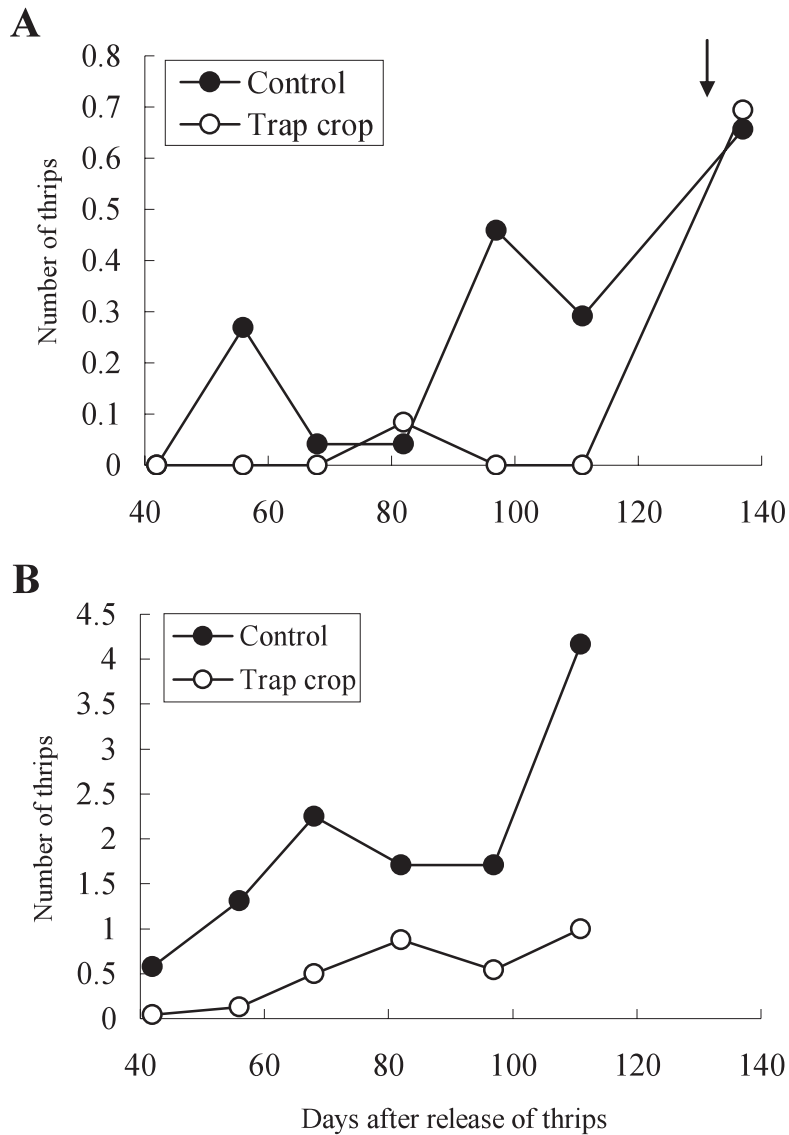 A
0.8
0.7
0.6
0.5
0.4
0.3
0.2
0.1
0
Number of thrips
Control
Trap crop
40 60 80 100 120 140
B
4.5
4
3.5
3
2.5
2
1.5
1
0.5
0
Number of thrips
Control
Trap crop
40 60 80 100 120 140
Days after release of thrips